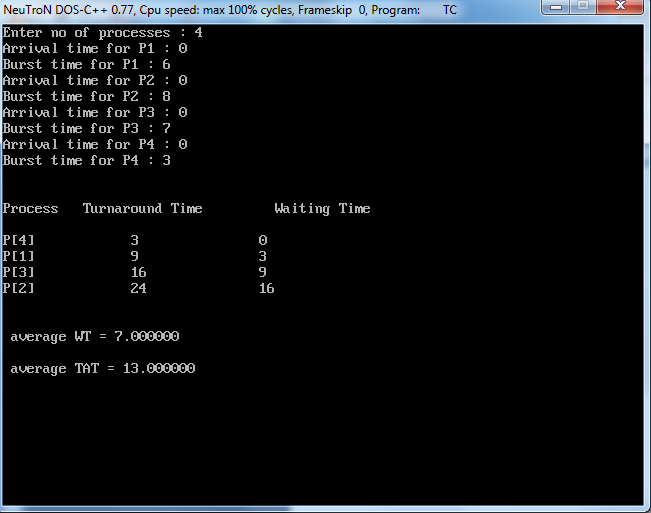 NeuTroN DOS-C++ 0.77, Cpu speed: max 100% cycles, Frameskip 0, Program: TC
Enter no of processes : 4
Arrival time for P1 : 0
Burst time for P1 : 6
Arrival time for P2 : 0
Burst time for P2 : 8
Arrival time for P3 : 0
Burst time for P3 : 7
Arrival time for P4 : 0
Burst time for P4 : 3
Process Turnaround Time Waiting Time
P[4] 3 0
P[1] 9 3
P[3] 16 9
P[2] 24 16
average WT = 7.000000
average TAT = 13.000000